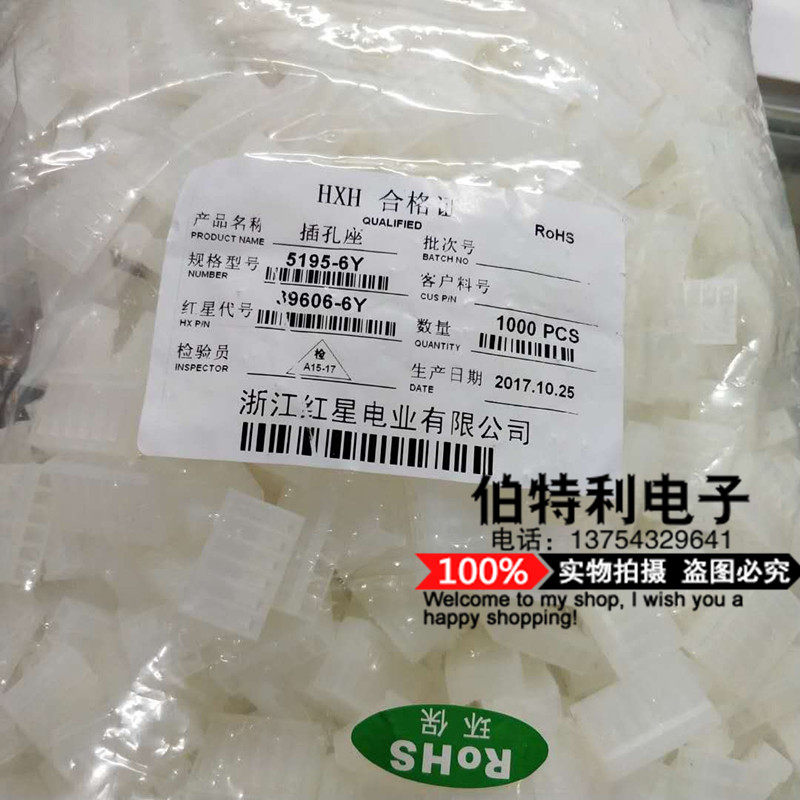 HXH 合格证
QUALIFIED
RoHS
产品名称 插孔座
PRODUCT NAME
批次号
BATCH NO
规格型号 5195-6Y
NUMBER
客户料号
CUS P/N
红星代号 39606-6Y
HX P/N
数量 1000 PCS
QUANTITY
检验员 检
INSPECTOR A15-17
生产日期 2017.10.25
DATE
浙江红星电业有限公司
伯特利电子
电话：13754329641
100% 实物拍摄 盗图必究
Welcome to my shop, I wish you a
happy shopping!
环保
RoHS